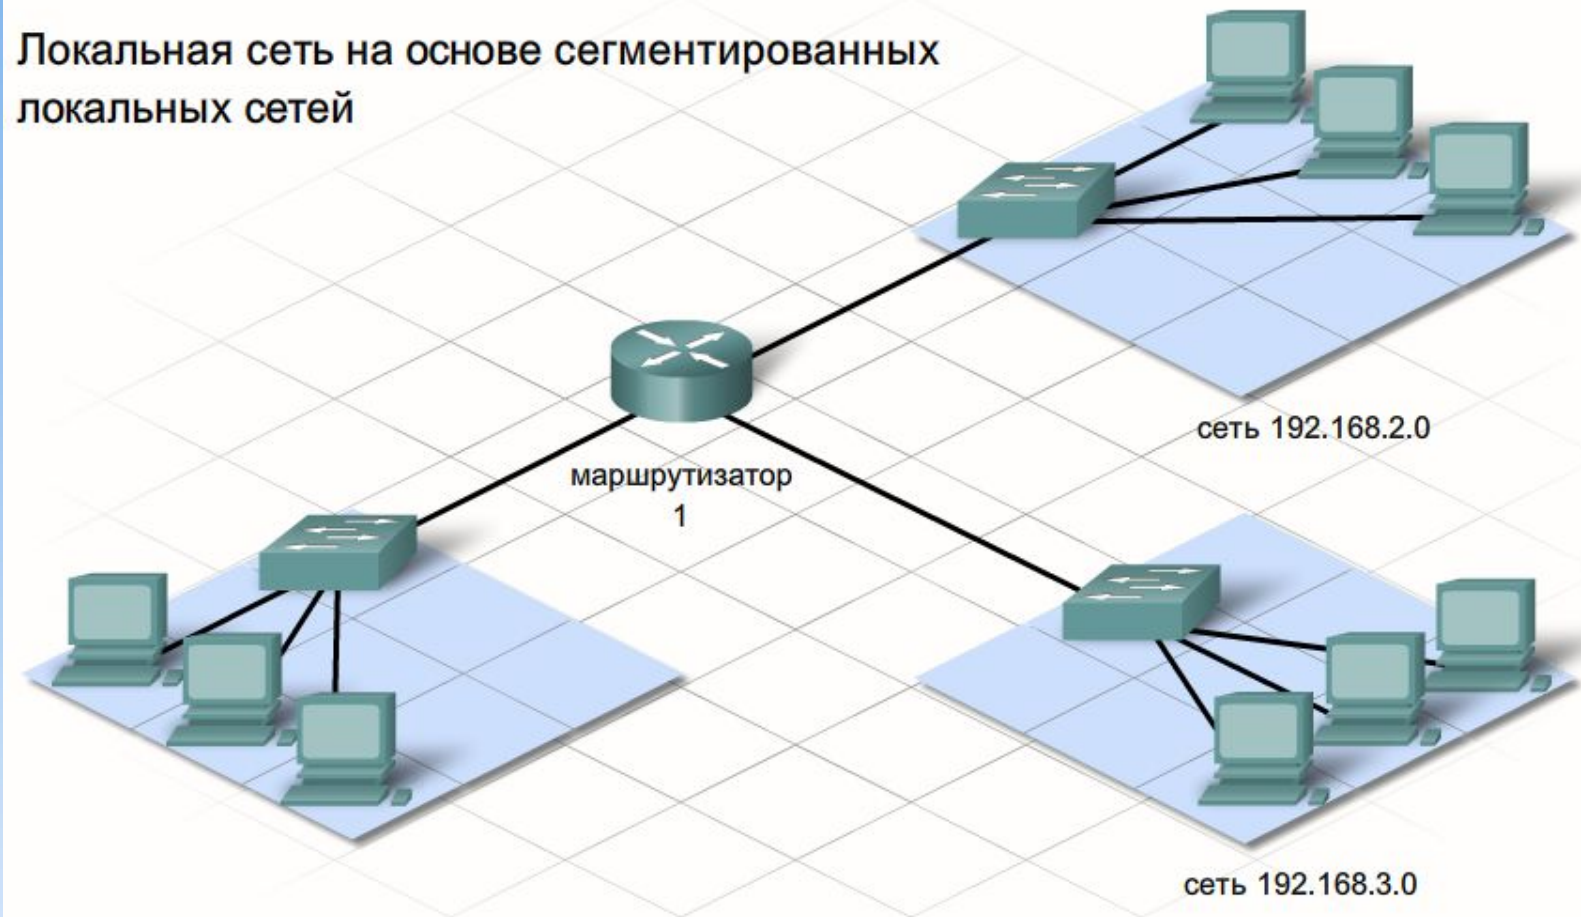 Локальная сеть на основе сегментированных
локальных сетей
сеть 192.168.2.0
маршрутизатор
1
сеть 192.168.3.0